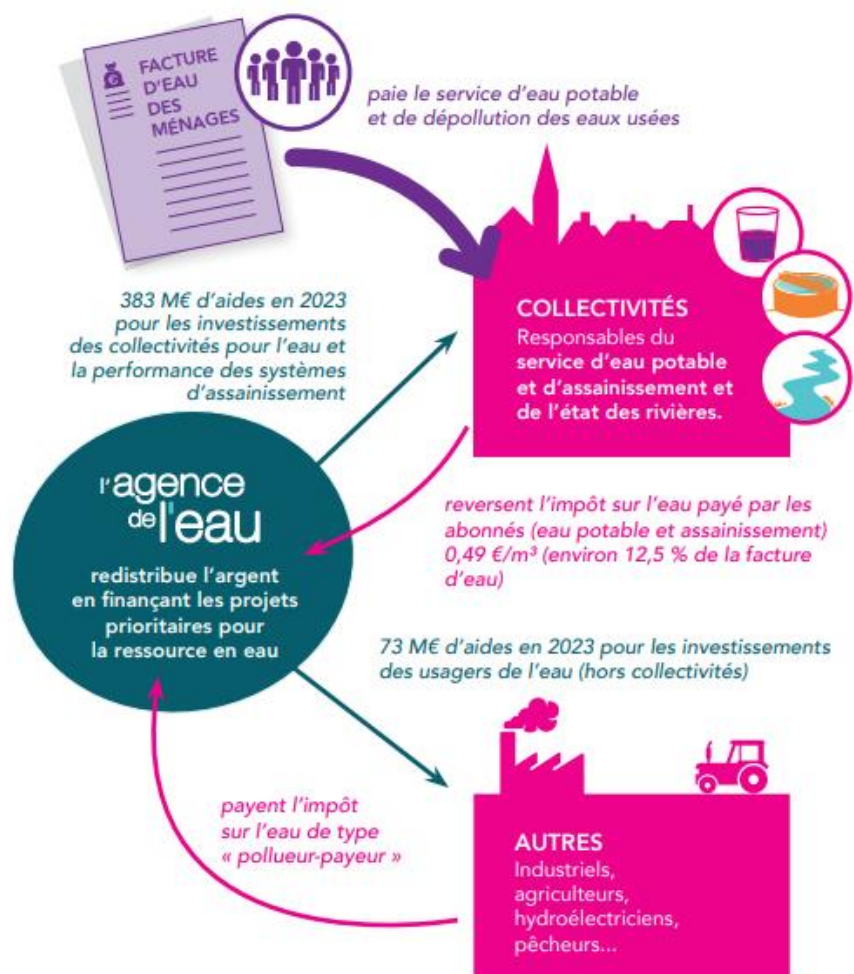 FACTURE
D'EAU
DES
MÉNAGES
paie le service d'eau potable
et de dépollution des eaux usées
383 M€ d'aides en 2023
pour les investissements
des collectivités pour l'eau et
la performance des systèmes
d'assainissement
COLLECTIVITÉS
Responsables du
service d'eau potable
et d'assainissement et
de l'état des rivières.
l'agence
de l'eau
redistribue l'argent
en finançant les projets
prioritaires pour
la ressource en eau
reversent l'impôt sur l'eau payé par les
abonnés (eau potable et assainissement)
0,49 €/m³ (environ 12,5 % de la facture
d'eau)
73 M€ d'aides en 2023 pour les investissements
des usagers de l'eau (hors collectivités)
payent l'impôt
sur l'eau de type
« pollueur-payeur »
AUTRES
Industriels,
agriculteurs,
hydroélectriciens,
pêcheurs...